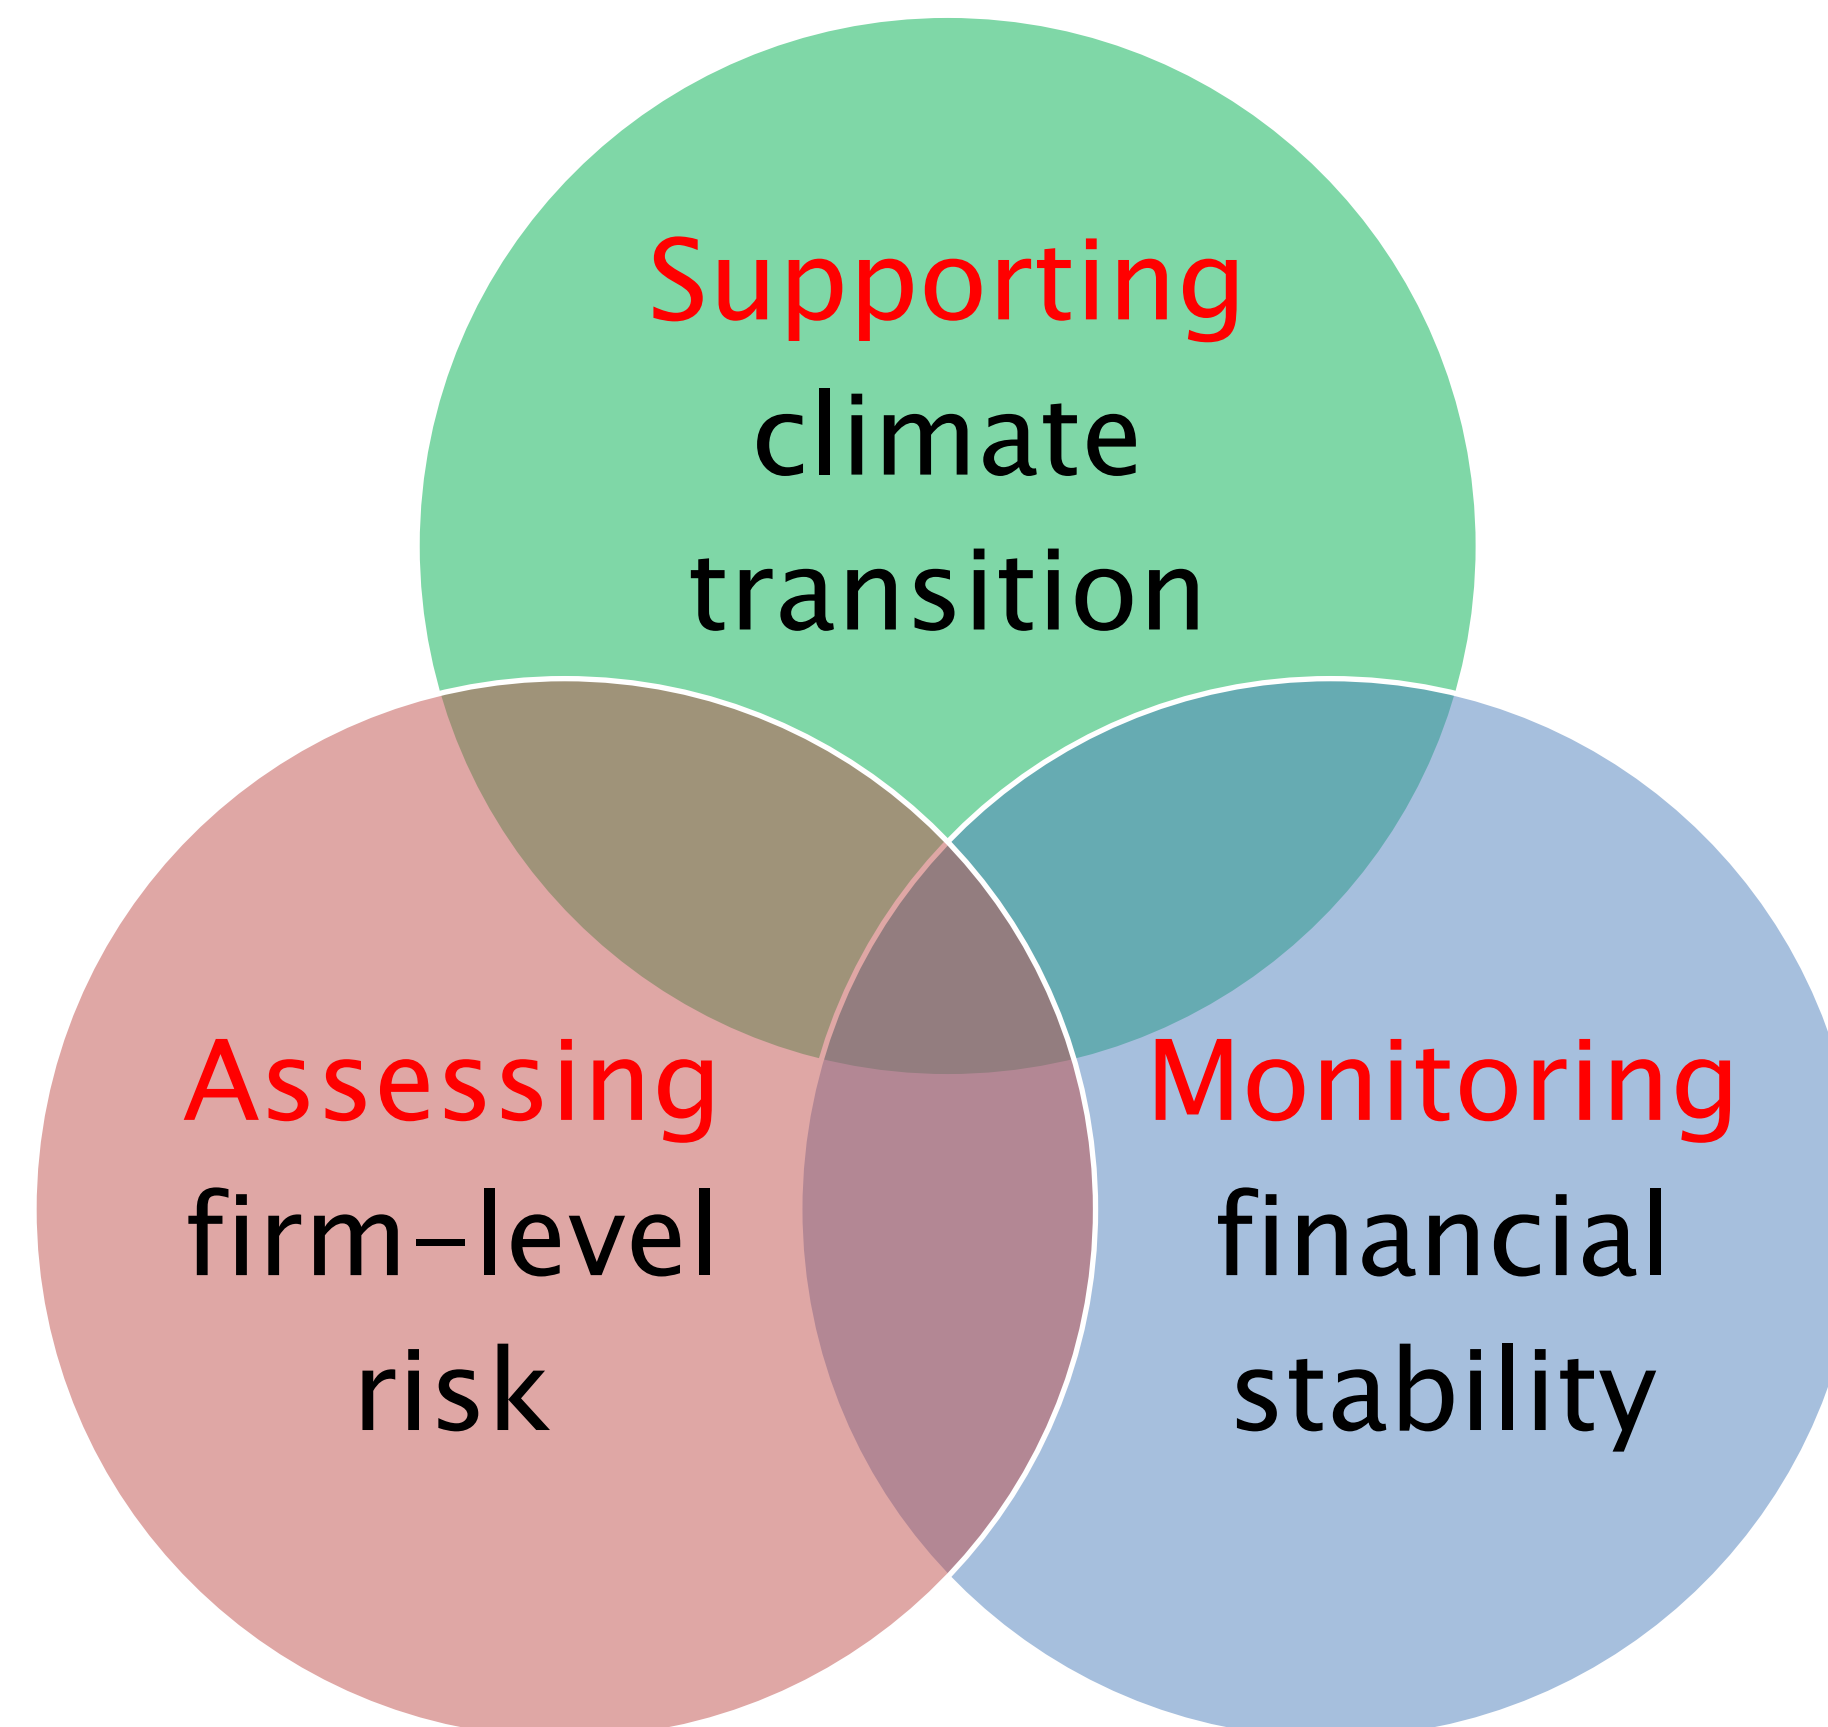 Supporting
climate
transition
Assessing
firm-level
risk
Monitoring
financial
stability